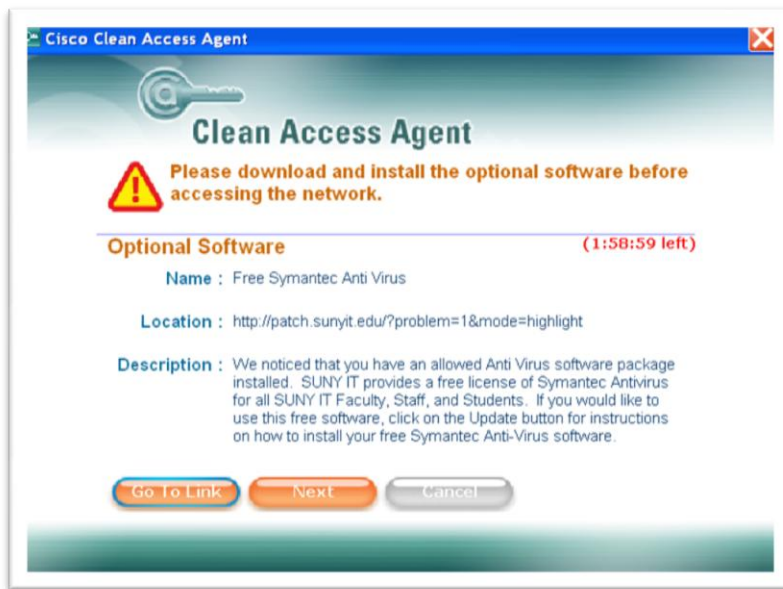 Cisco Clean Access Agent
Clean Access Agent
Please download and install the optional software before
accessing the network.
Optional Software (1:58:59 left)
Name : Free Symantec Anti Virus
Location : http://patch.sunyit.edu/?problem=1&mode=highlight
Description : We noticed that you have an allowed Anti Virus software package
installed. SUNY IT provides a free license of Symantec Antivirus
for all SUNY IT Faculty, Staff, and Students. If you would like to
use this free software, click on the Update button for instructions
on how to install your free Symantec Anti-Virus software.
Go To Link Next Cancel